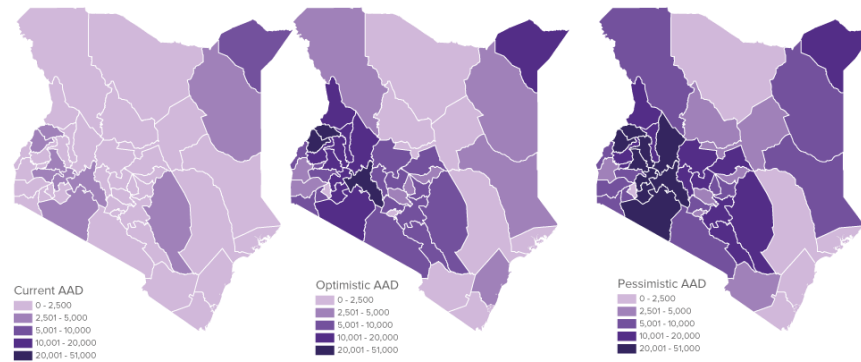 Current AAD
0 - 2,500
2,501 - 5,000
5,001 - 10,000
10,001 - 20,000
20,001 - 51,000
Optimistic AAD
0 - 2,500
2,501 - 5,000
5,001 - 10,000
10,001 - 20,000
20,001 - 51,000
Pessimistic AAD
0 - 2,500
2,501 - 5,000
5,001 - 10,000
10,001 - 20,000
20,001 - 51,000